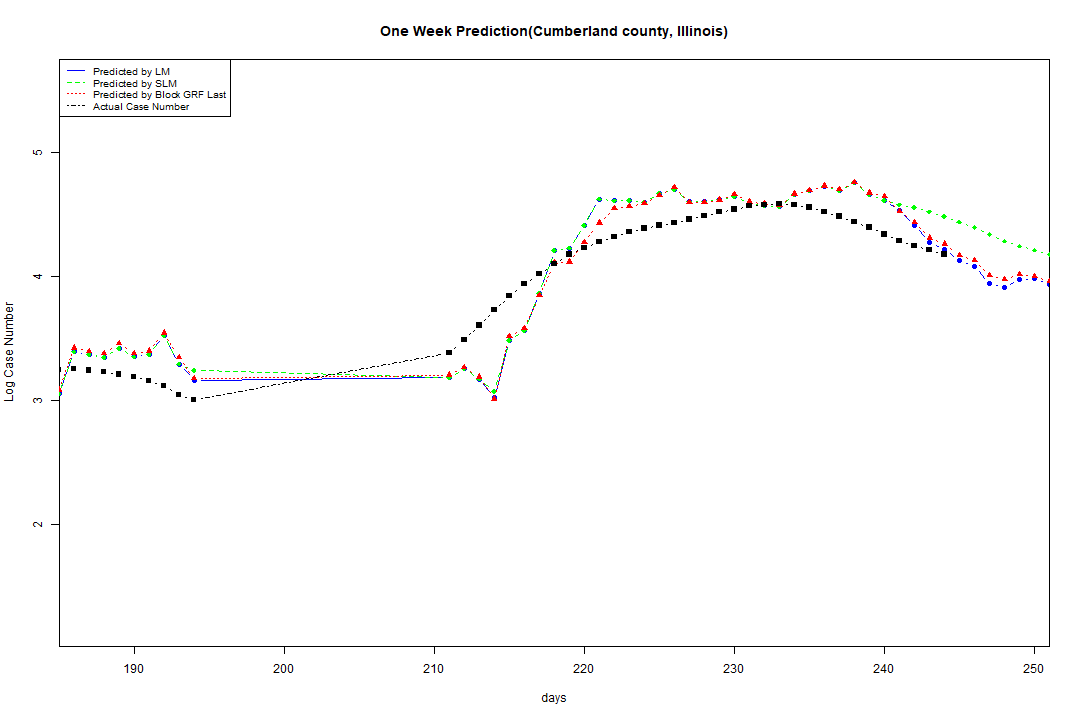 One Week Prediction(Cumberland county, Illinois)
Predicted by LM
Predicted by SLM
Predicted by Block GRF Last
Actual Case Number
5
4
3
2
Log Case Number
190 200 210 220 230 240 250
days